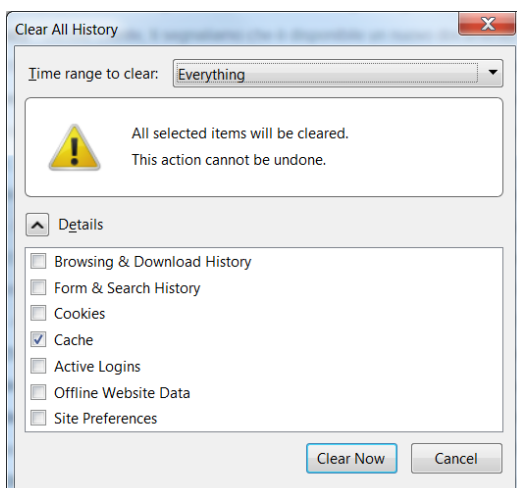 Clear All History
Time range to clear: Everything
All selected items will be cleared.
This action cannot be undone.
Details
Browsing & Download History
Form & Search History
Cookies
Cache
Active Logins
Offline Website Data
Site Preferences
Clear Now Cancel